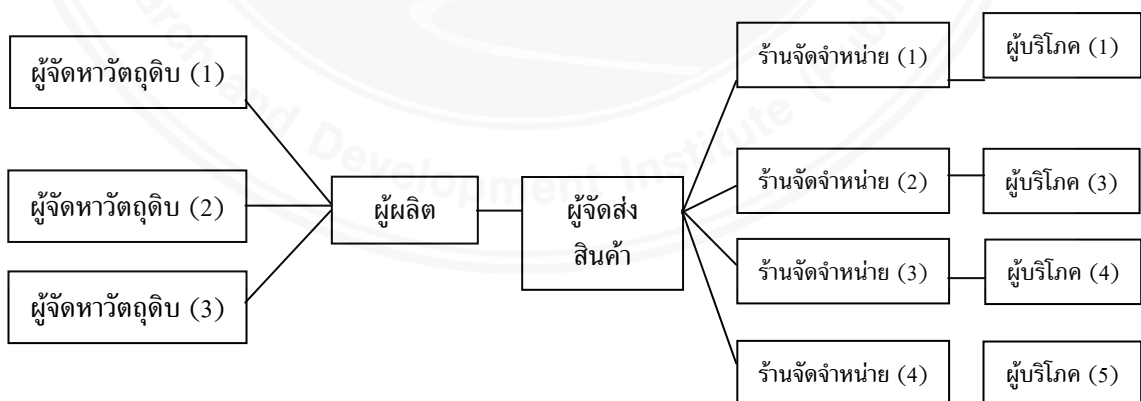 ผู้จัดหาวัตถุดิบ (1)
ผู้จัดหาวัตถุดิบ (2)
ผู้จัดหาวัตถุดิบ (3)
ผู้ผลิต
ผู้จัดส่ง
สินค้า
ร้านจัดจำหน่าย (1)
ร้านจัดจำหน่าย (2)
ร้านจัดจำหน่าย (3)
ร้านจัดจำหน่าย (4)
ผู้บริโภค (1)
ผู้บริโภค (3)
ผู้บริโภค (4)
ผู้บริโภค (5)
and Development Institute